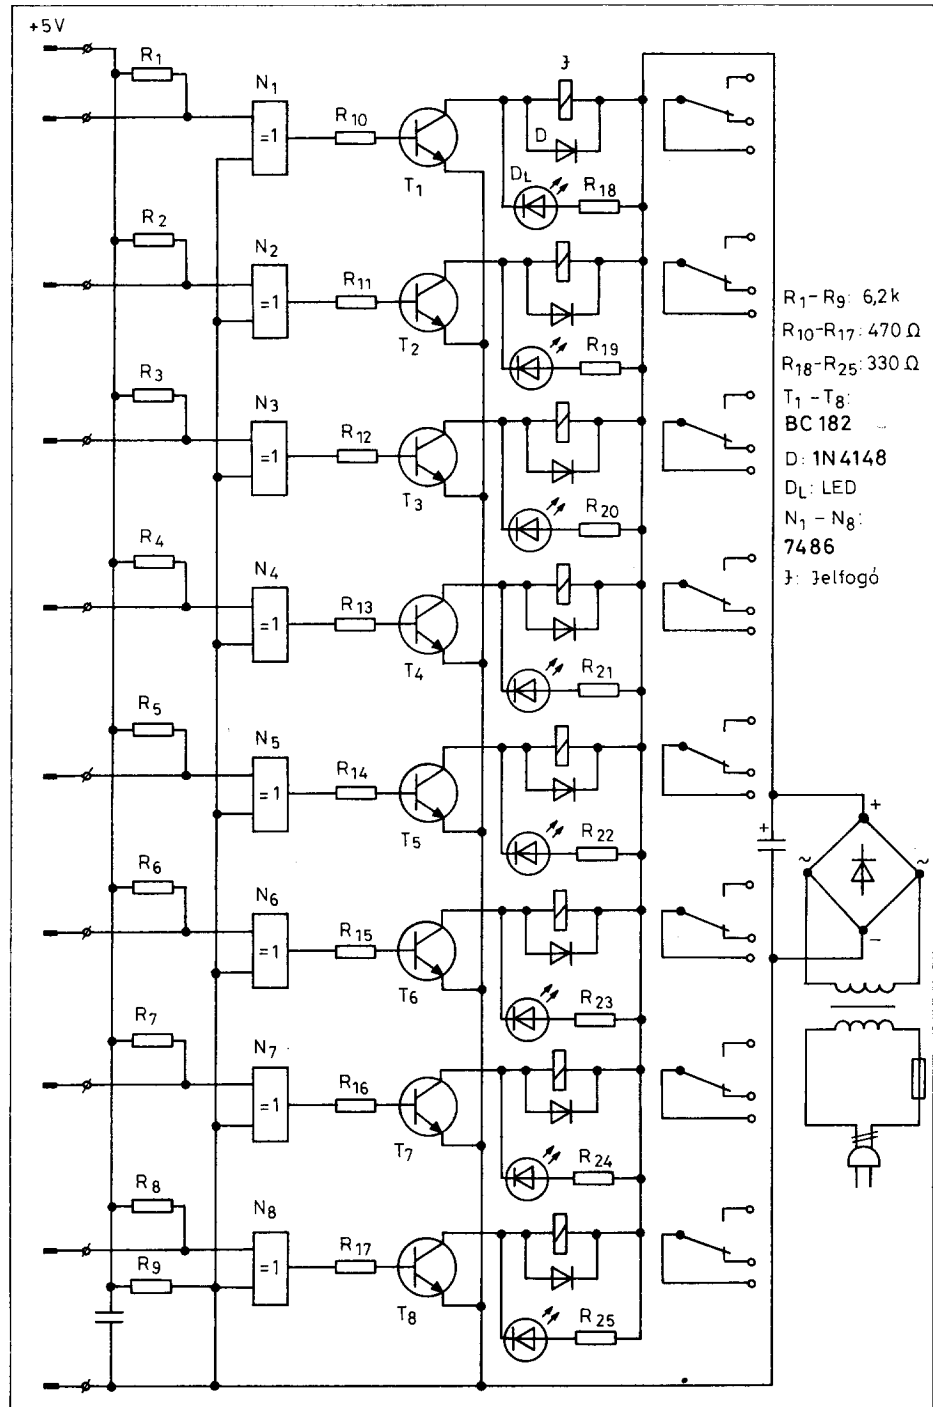 +5V
R1
N1
=1
R10
T1
J
D
DL
R18
R2
N2
=1
R11
T2
R19
R3
N3
=1
R12
T3
R20
R4
N4
=1
R13
T4
R21
R5
N5
=1
R14
T5
R22
R6
N6
=1
R15
T6
R23
R7
N7
=1
R16
T7
R24
R8
R9
N8
=1
R17
T8
R25
R1-R9: 6,2k
R10-R17: 470 Ω
R18-R25: 330 Ω
T1 - T8:
BC 182
D: 1N4148
DL: LED
N1 - N8:
7486
J: Jelfogó
+
+
~
~
-